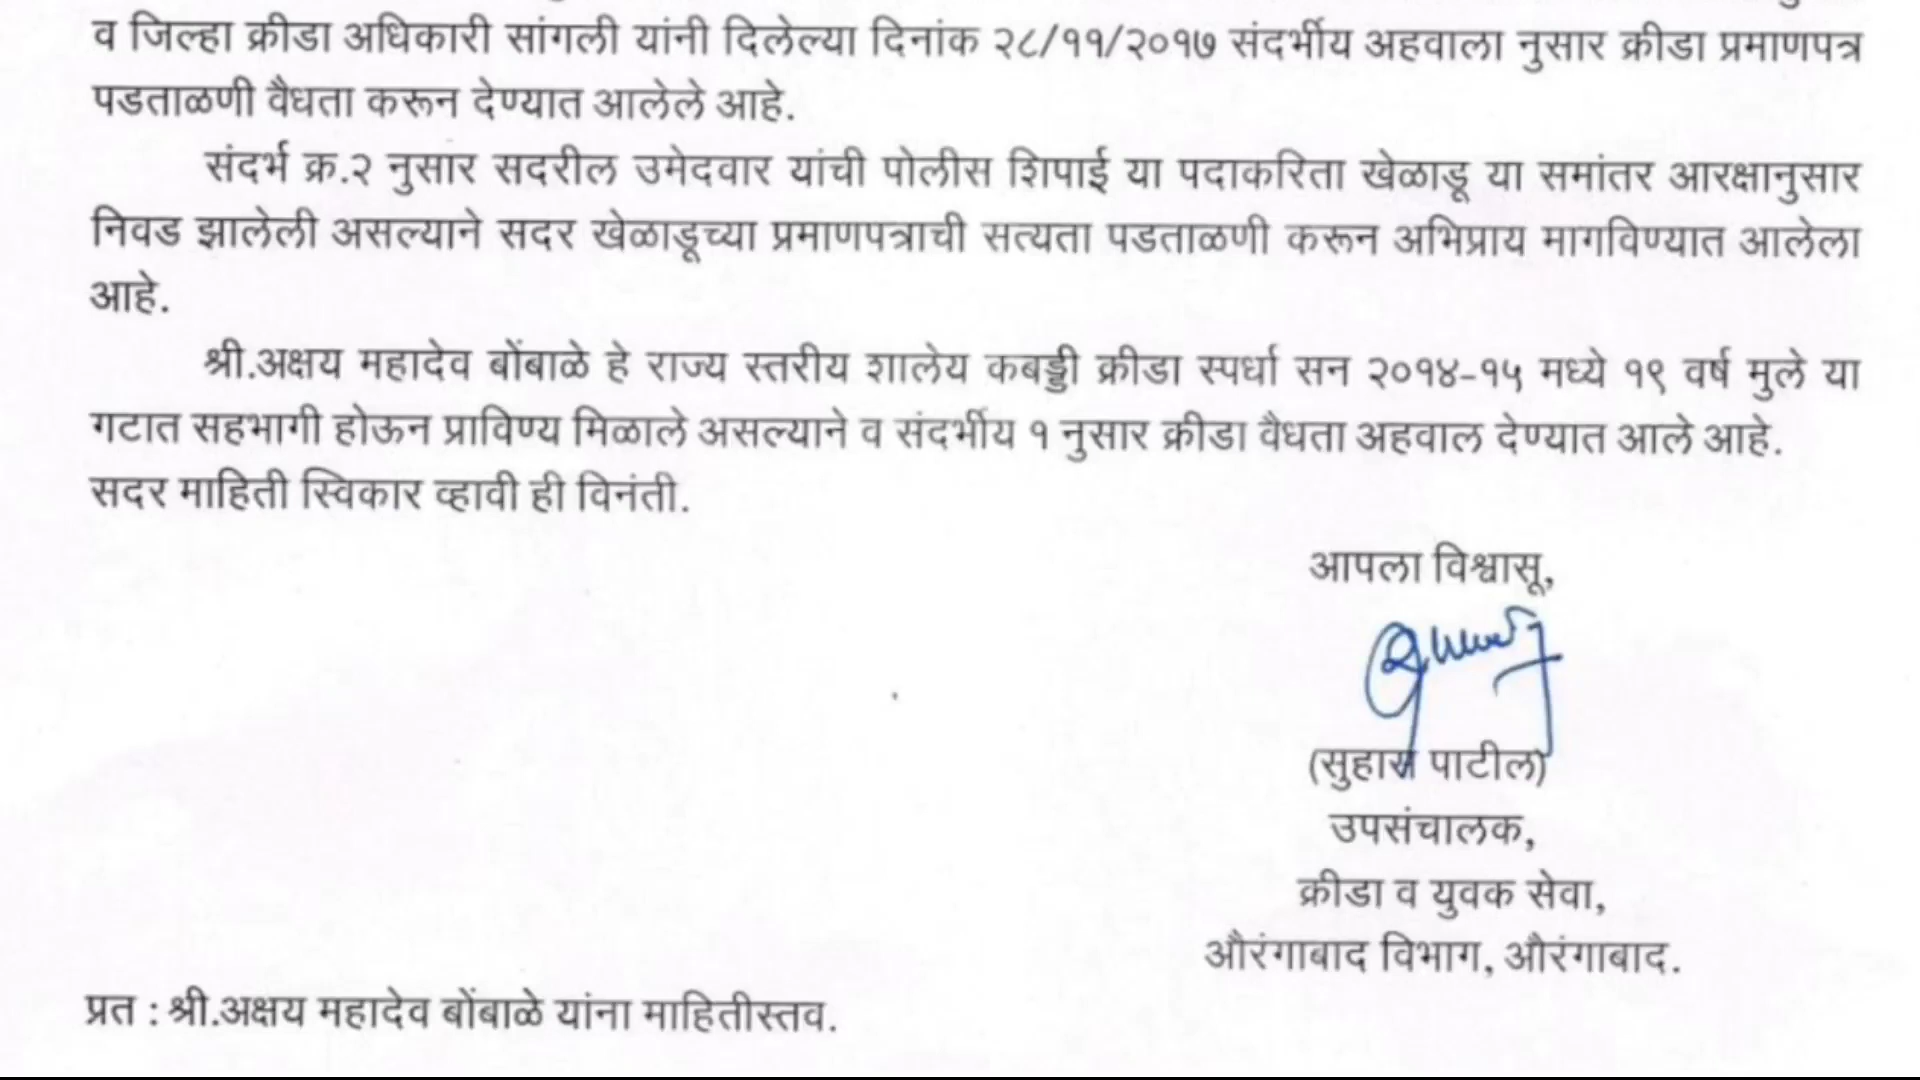 व जिल्हा क्रीडा अधिकारी सांगली यांनी दिलेल्या दिनांक २८/११/२०१७ संदर्भीय अहवाला नुसार क्रीडा प्रमाणपत्र
पडताळणी वैधता करून देण्यात आलेले आहे.
संदर्भ क्र.२ नुसार सदरील उमेदवार यांची पोलीस शिपाई या पदाकरिता खेळाडू या समांतर आरक्षानुसार
निवड झालेली असल्याने सदर खेळाडूच्या प्रमाणपत्राची सत्यता पडताळणी करून अभिप्राय मागविण्यात आलेला
आहे.
श्री.अक्षय महादेव बोंबाळे हे राज्य स्तरीय शालेय कबड्डी क्रीडा स्पर्धा सन २०१४-१५ मध्ये १९ वर्ष मुले या
गटात सहभागी होऊन प्राविण्य मिळाले असल्याने व संदर्भीय १ नुसार क्रीडा वैधता अहवाल देण्यात आले आहे.
सदर माहिती स्विकार व्हावी ही विनंती.
आपला विश्वासू,
(सुहास पाटील)
उपसंचालक,
क्रीडा व युवक सेवा,
औरंगाबाद विभाग, औरंगाबाद.
प्रत : श्री.अक्षय महादेव बोंबाळे यांना माहितीस्तव.